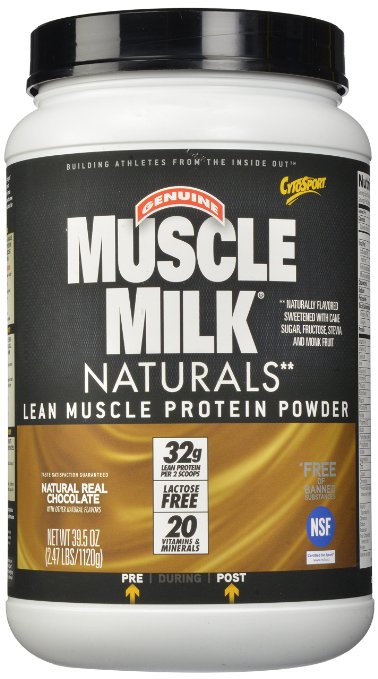 BUILDING ATHLETES FROM THE INSIDE OUT™
CYTOSPORT
GENUINE
MUSCLE
MILK®
**NATURALLY FLAVORED
SWEETENED WITH CANE
SUGAR, FRUCTOSE, STEVIA
AND MONK FRUIT
NATURALS**
LEAN MUSCLE PROTEIN POWDER
TASTE SATISFACTION GUARANTEED
NATURAL REAL
CHOCOLATE
WITH OTHER NATURAL FLAVORS
NET WT 39.5 OZ
(2.47 LBS/1120g)
32g
LEAN PROTEIN
PER 2 SCOOPS
LACTOSE
FREE
20
VITAMINS &
MINERALS
*FREE
OF
BANNED
SUBSTANCES
NSF
Certified for Sport®
PRE | DURING | POST